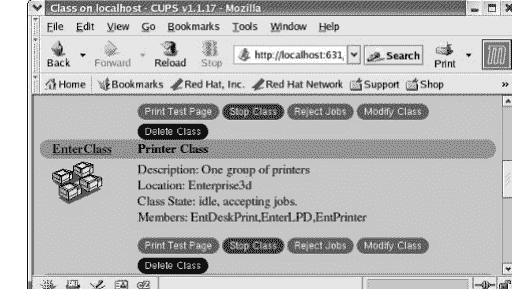 Class on localhost - CUPS v1.1.17 - Mozilla
File Edit View Go Bookmarks Tools Window Help
Back Forward Reload Stop http://localhost:631, Search Print
Home Bookmarks Red Hat, Inc. Red Hat Network Support Shop »
Print Test Page Stop Class Reject Jobs Modify Class
Delete Class
EnterClass Printer Class
Description: One group of printers
Location: Enterprise3d
Class State: idle, accepting jobs.
Members: EntDeskPrint,EnterLPD,EntPrinter
Print Test Page Stop Class Reject Jobs Modify Class
Delete Class